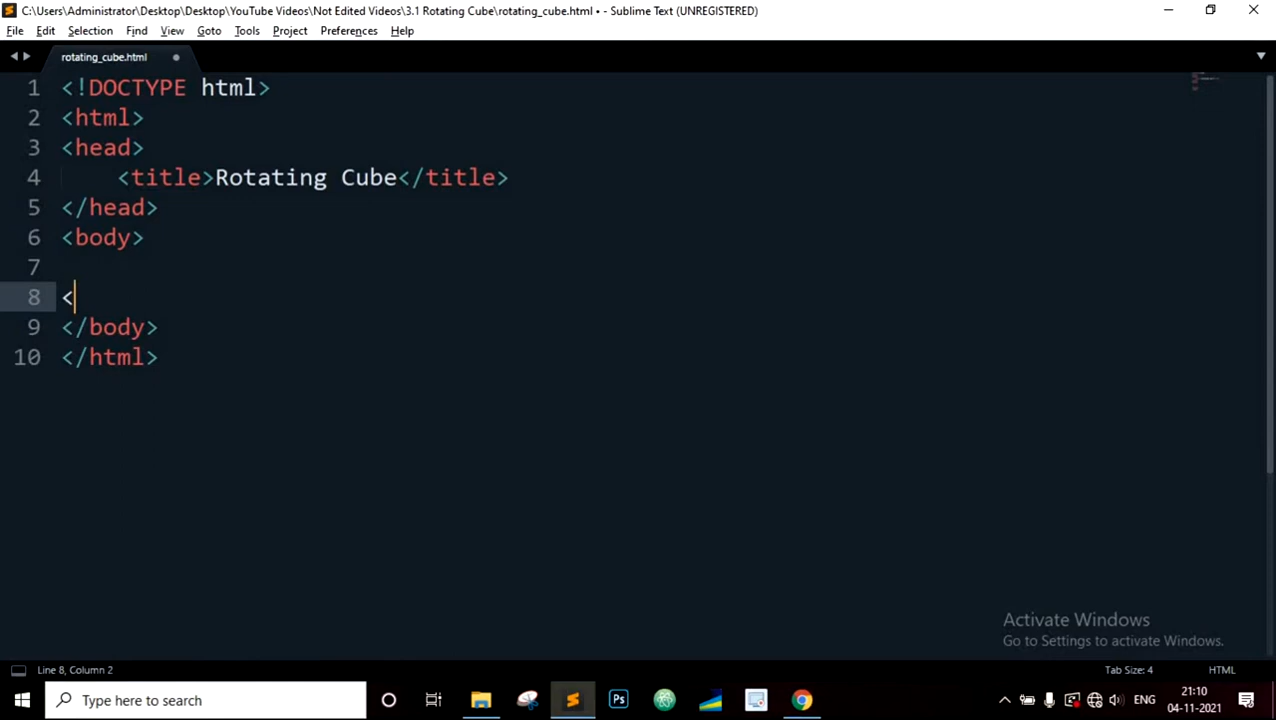 C:\Users\Administrator\Desktop\Desktop\YouTube Videos\Not Edited Videos\3.1 Rotating Cube\rotating_cube.html • - Sublime Text (UNREGISTERED)
File Edit Selection Find View Goto Tools Project Preferences Help
rotating_cube.html
1 <!DOCTYPE html>
2 <html>
3 <head>
4 <title>Rotating Cube</title>
5 </head>
6 <body>
7
8 <
9 </body>
10 </html>
Activate Windows
Go to Settings to activate Windows.
Line 8, Column 2 Tab Size: 4 HTML
Type here to search Ps ENG 21:10
04-11-2021